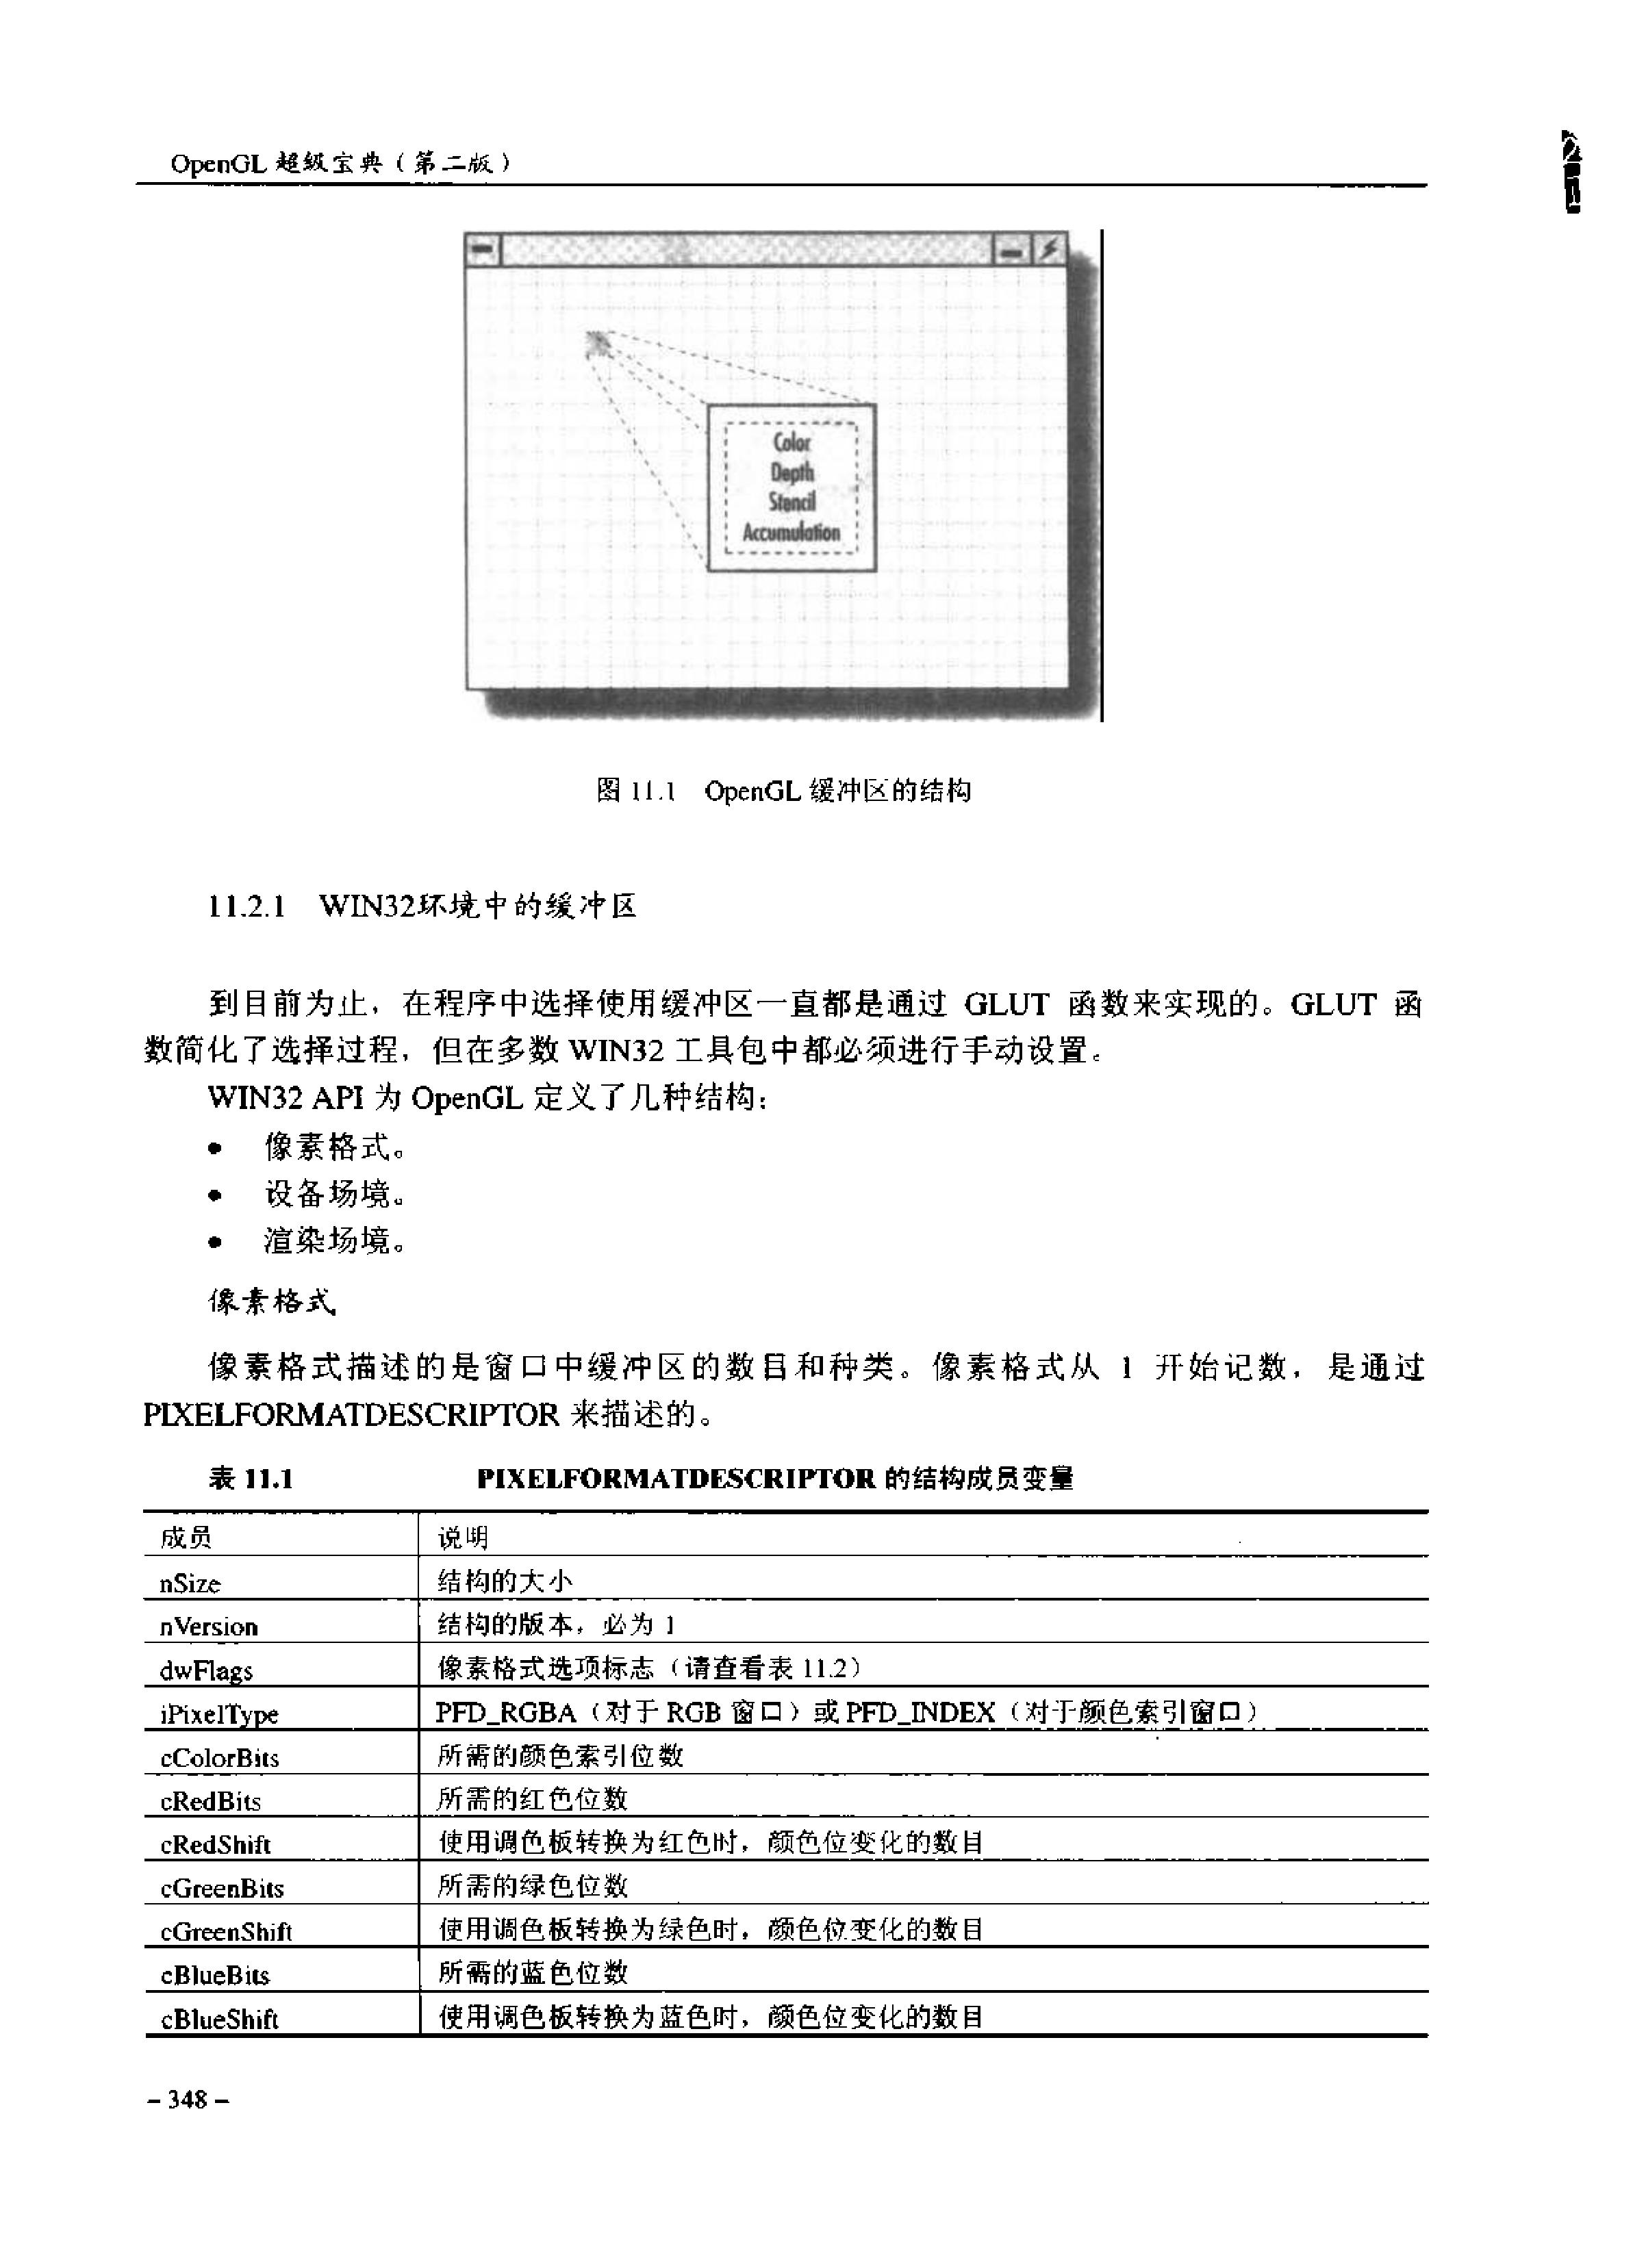 OpenGL 超级宝典（第二版）
Color
Depth
Stencil
Accumulation
图 11.1 OpenGL 缓冲区的结构
11.2.1 WIN32环境中的缓冲区
到目前为止，在程序中选择使用缓冲区一直都是通过 GLUT 函数来实现的。GLUT 函
数简化了选择过程，但在多数 WIN32 工具包中都必须进行手动设置。
WIN32 API 为 OpenGL 定义了几种结构：
● 像素格式。
● 设备场境。
● 渲染场境。
像素格式
像素格式描述的是窗口中缓冲区的数目和种类。像素格式从 1 开始记数，是通过
PIXELFORMATDESCRIPTOR 来描述的。
表 11.1 PIXELFORMATDESCRIPTOR 的结构成员变量
成员 说明
nSize 结构的大小
nVersion 结构的版本，必为 1
dwFlags 像素格式选项标志（请查看表 11.2）
iPixelType PFD_RGBA（对于 RGB 窗口）或 PFD_INDEX（对于颜色索引窗口）
cColorBits 所需的颜色索引位数
cRedBits 所需的红色位数
cRedShift 使用调色板转换为红色时，颜色位变化的数目
cGreenBits 所需的绿色位数
cGreenShift 使用调色板转换为绿色时，颜色位变化的数目
cBlueBits 所需的蓝色位数
cBlueShift 使用调色板转换为蓝色时，颜色位变化的数目
– 348 –